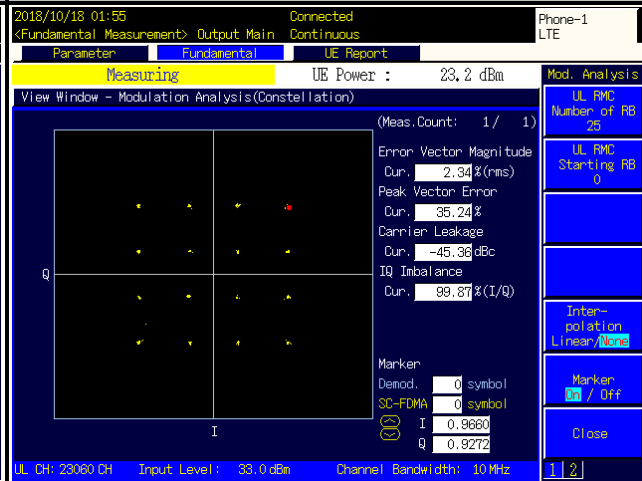 2018/10/18 01:55 Connected Phone-1
<Fundamental Measurement> Output Main Continuous LTE
Parameter Fundamental UE Report
Measuring UE Power : 23.2 dBm Mod. Analysis
View Window - Modulation Analysis(Constellation)
UL RMC
Number of RB
25
(Meas.Count: 1/ 1)
UL RMC
Starting RB
0
Error Vector Magnitude
Cur. 2.34 %(rms)
Peak Vector Error
Cur. 35.24 %
Carrier Leakage
Cur. -45.36 dBc
IQ Imbalance
Cur. 99.87 %(I/Q)
Q
I
Inter-
polation
Linear/None
Marker
Demod. 0 symbol
SC-FDMA 0 symbol
I 0.9660
Q 0.9272
Marker
On / Off
Close
UL CH: 23060 CH Input Level: 33.0 dBm Channel Bandwidth: 10 MHz 1 2